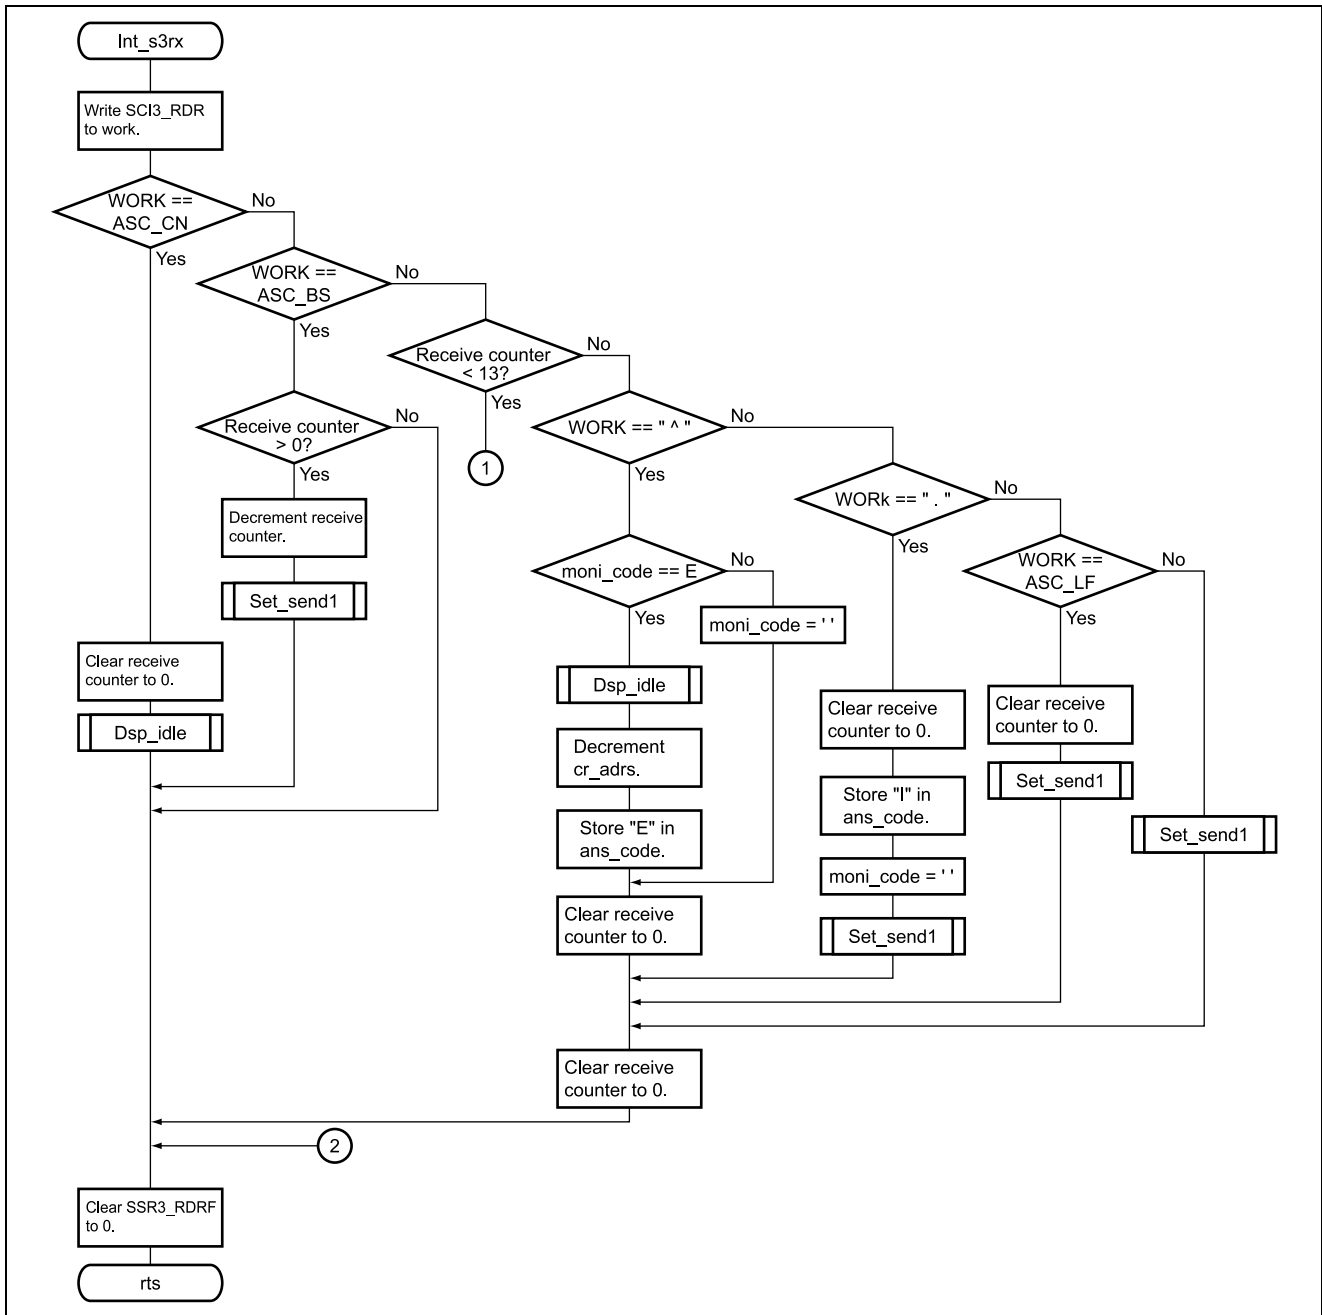 Int_s3rx
Write SCI3_RDR
to work.
WORK ==
ASC_CN
No
Yes
WORK ==
ASC_BS
No
Yes
Receive counter
< 13?
No
Yes
1
Receive counter
> 0?
No
Yes
Decrement receive
counter.
Set_send1
Clear receive
counter to 0.
Dsp_idle
WORK == " ^ "
No
Yes
moni_code == E
No
Yes
moni_code = ' '
Dsp_idle
Decrement
cr_adrs.
Store "E" in
ans_code.
Clear receive
counter to 0.
WORk == " . "
No
Yes
Clear receive
counter to 0.
Store "I" in
ans_code.
moni_code = ' '
Set_send1
WORK ==
ASC_LF
No
Yes
Clear receive
counter to 0.
Set_send1
Set_send1
Clear receive
counter to 0.
2
Clear SSR3_RDRF
to 0.
rts